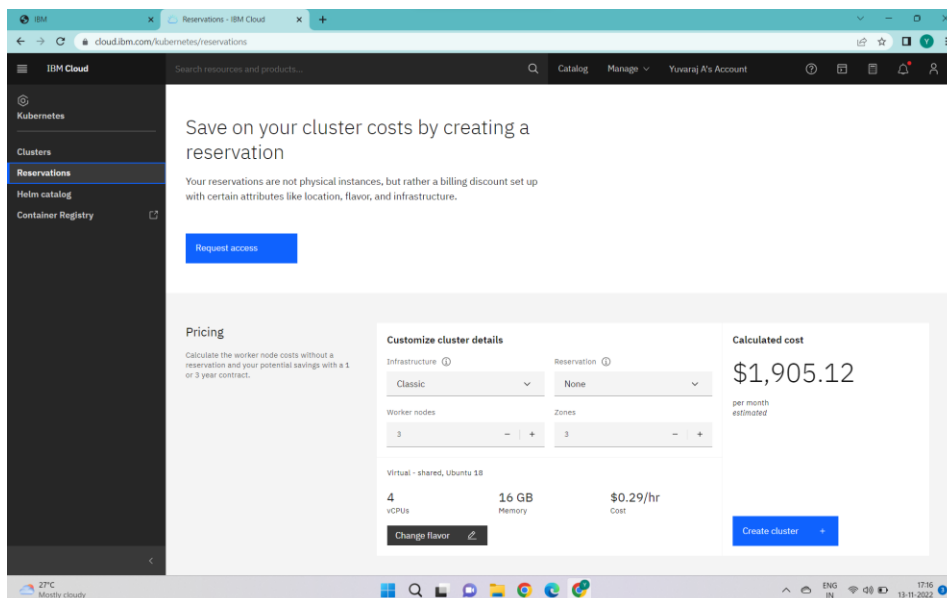 IBM
Reservations - IBM Cloud
cloud.ibm.com/kubernetes/reservations
Y
IBM Cloud
Search resources and products...
Catalog
Manage
Yuvaraj A's Account
Kubernetes
Clusters
Reservations
Helm catalog
Container Registry
Save on your cluster costs by creating a
reservation
Your reservations are not physical instances, but rather a billing discount set up
with certain attributes like location, flavor, and infrastructure.
Request access
Pricing
Calculate the worker node costs without a
reservation and your potential savings with a 1
or 3 year contract.
Customize cluster details
Infrastructure
Reservation
Classic
None
Worker nodes
Zones
3 - +
3 - +
Virtual - shared, Ubuntu 18
4
16 GB
$0.29/hr
vCPUs
Memory
Cost
Change flavor
Calculated cost
$1,905.12
per month
estimated
Create cluster +
27°C
Mostly cloudy
ENG
IN
17:16
13-11-2022
3